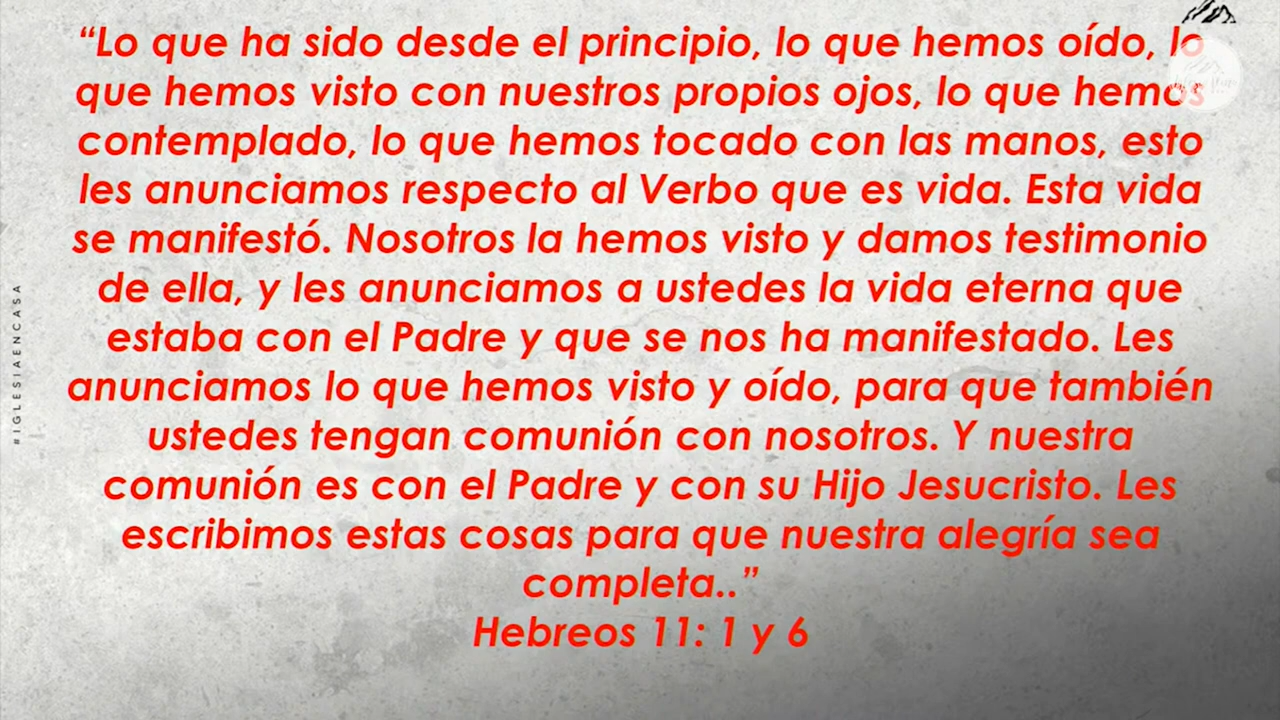 “Lo que ha sido desde el principio, lo que hemos oído, lo
que hemos visto con nuestros propios ojos, lo que hemos
contemplado, lo que hemos tocado con las manos, esto
les anunciamos respecto al Verbo que es vida. Esta vida
se manifestó. Nosotros la hemos visto y damos testimonio
de ella, y les anunciamos a ustedes la vida eterna que
estaba con el Padre y que se nos ha manifestado. Les
anunciamos lo que hemos visto y oído, para que también
ustedes tengan comunión con nosotros. Y nuestra
comunión es con el Padre y con su Hijo Jesucristo. Les
escribimos estas cosas para que nuestra alegría sea
completa..”
Hebreos 11: 1 y 6
#IGLESIAENCASA